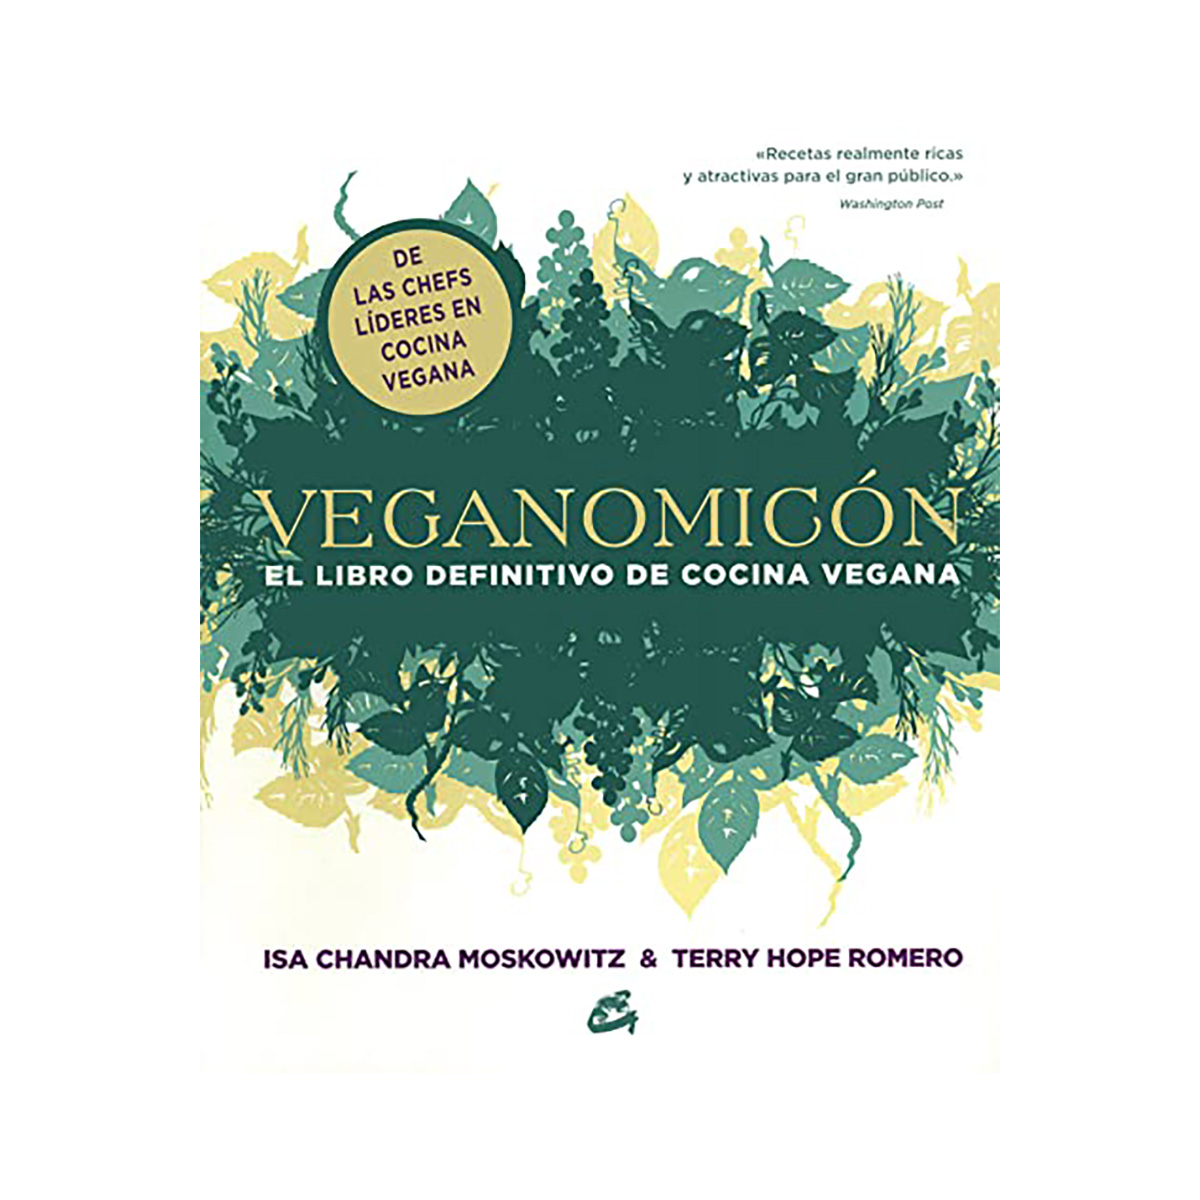 «Recetas realmente ricas
y atractivas para el gran público.»
Washington Post
DE
LAS CHEFS
LÍDERES EN
COCINA
VEGANA
VEGANOMICÓN
EL LIBRO DEFINITIVO DE COCINA VEGANA
ISA CHANDRA MOSKOWITZ & TERRY HOPE ROMERO